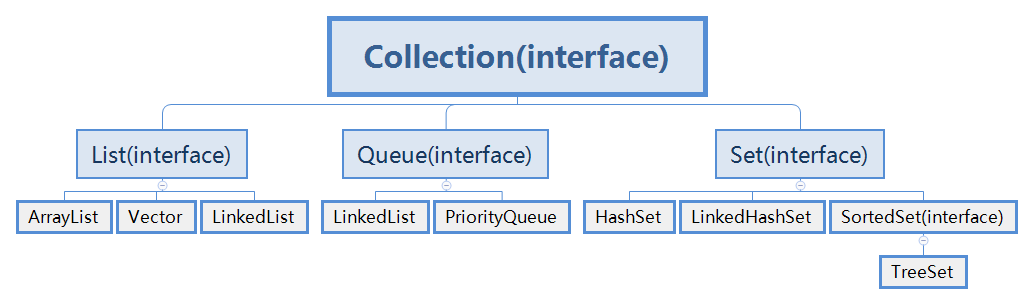 Collection(interface)
List(interface)
Queue(interface)
Set(interface)
ArrayList
Vector
LinkedList
LinkedList
PriorityQueue
HashSet
LinkedHashSet
SortedSet(interface)
TreeSet